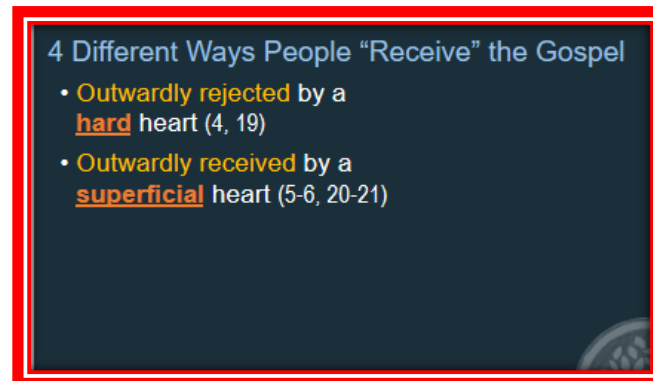 4 Different Ways People “Receive” the Gospel
• Outwardly rejected by a
hard heart (4, 19)
• Outwardly received by a
superficial heart (5-6, 20-21)